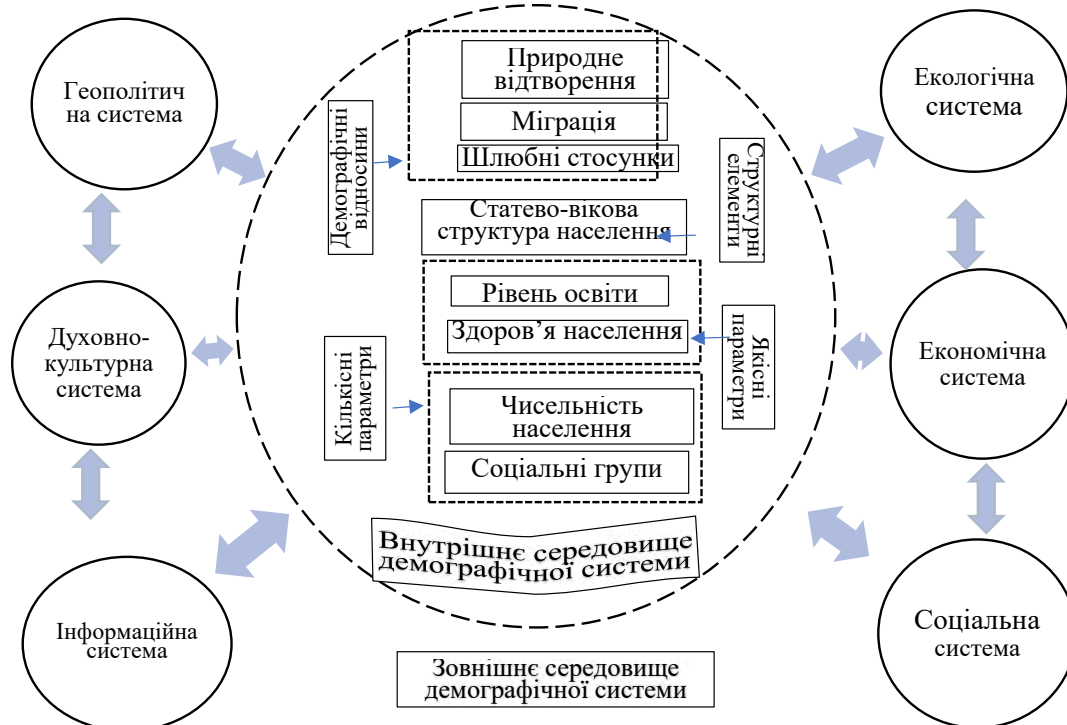 Геополітич
на система
Духовно-
культурна
система
Інформаційна
система
Природне
відтворення
Міграція
Шлюбні стосунки
Демографічні
відносини
Структурні
елементи
Статево-вікова
структура населення
Рівень освіти
Здоров’я населення
Якісні
параметри
Кількісні
параметри
Чисельність
населення
Соціальні групи
Внутрішнє середовище
демографічної системи
Зовнішнє середовище
демографічної системи
Екологічна
система
Економічна
система
Соціальна
система